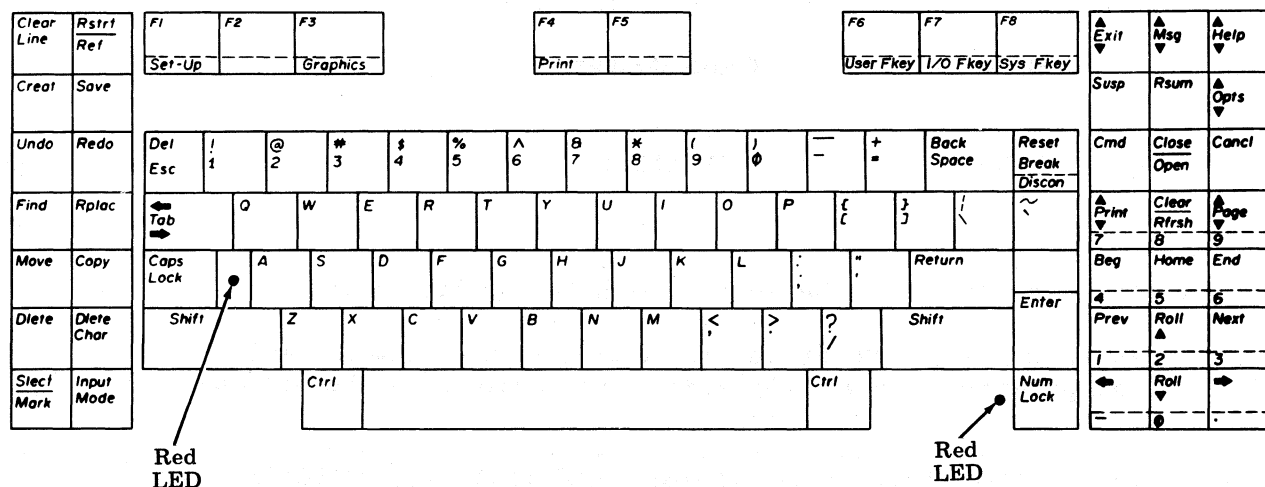 Clear Line
Rstrt Ref
F1
F2
F3
F4
F5
F6
F7
F8
Exit
Msg
Help
Set-Up
Graphics
Print
User Fkey
I/O Fkey
Sys Fkey
Creat
Save
Susp
Rsum
Opts
Undo
Redo
Del Esc
! 1
@ 2
# 3
$ 4
% 5
^ 6
& 7
* 8
( 9
) 0
— -
+ =
Back Space
Reset Break Discon
Cmd
Close Open
Cancl
Find
Rplac
Tab
Q
W
E
R
T
Y
U
I
O
P
{ [
} ]
¦ \
~ `
Print 7
Clear Rfrsh 8
Page 9
Move
Copy
Caps Lock
A
S
D
F
G
H
J
K
L
: ;
" '
Return
Beg 4
Home 5
End 6
Dlete
Dlete Char
Shift
Z
X
C
V
B
N
M
< ,
> .
? /
Shift
Enter
Prev 1
Roll 2
Next 3
Slect Mark
Input Mode
Ctrl
Ctrl
Num Lock
Roll
-
0
.
Red LED
Red LED